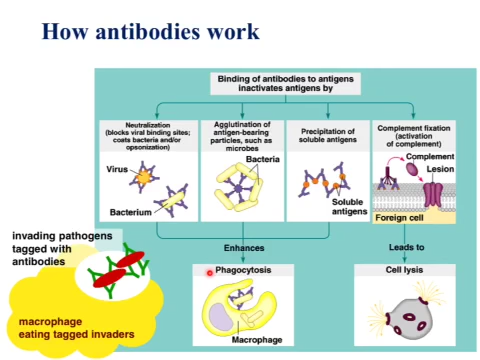 How antibodies work
Binding of antibodies to antigens
inactivates antigens by
Neutralization
(blocks viral binding sites;
coats bacteria and/or
opsonization)
Agglutination of
antigen-bearing
particles, such as
microbes
Precipitation of
soluble antigens
Complement fixation
(activation
of complement)
Virus
Bacterium
Bacteria
Soluble
antigens
Complement
Lesion
Foreign cell
Enhances
Leads to
Phagocytosis
Macrophage
Cell lysis
invading pathogens
tagged with
antibodies
macrophage
eating tagged invaders